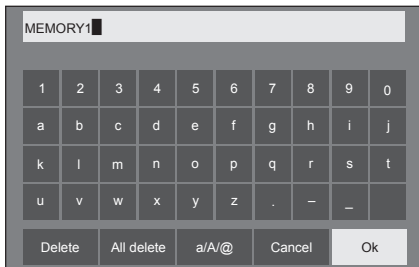 MEMORY1
1 2 3 4 5 6 7 8 9 0
a b c d e f g h i j
k l m n o p q r s t
u v w x y z . – _
Delete All delete a/A/@ Cancel Ok